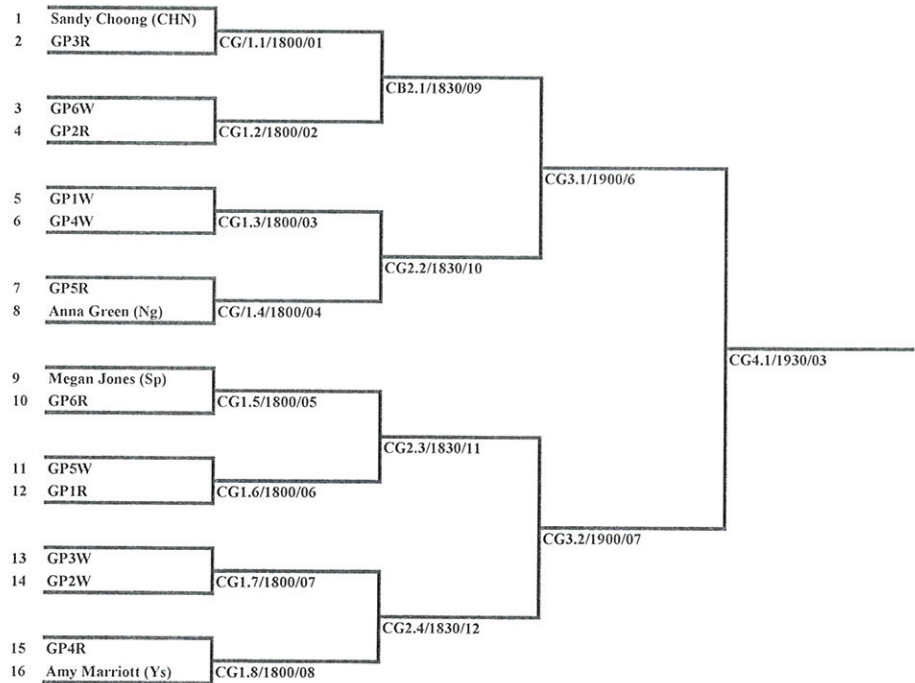 1 Sandy Choong (CHN)
2 GP3R
CG/1.1/1800/01
CB2.1/1830/09
3 GP6W
4 GP2R
CG1.2/1800/02
CG3.1/1900/6
5 GP1W
6 GP4W
CG1.3/1800/03
CG2.2/1830/10
7 GP5R
8 Anna Green (Ng)
CG/1.4/1800/04
CG4.1/1930/03
9 Megan Jones (Sp)
10 GP6R
CG1.5/1800/05
CG2.3/1830/11
11 GP5W
12 GP1R
CG1.6/1800/06
CG3.2/1900/07
13 GP3W
14 GP2W
CG1.7/1800/07
CG2.4/1830/12
15 GP4R
16 Amy Marriott (Ys)
CG1.8/1800/08